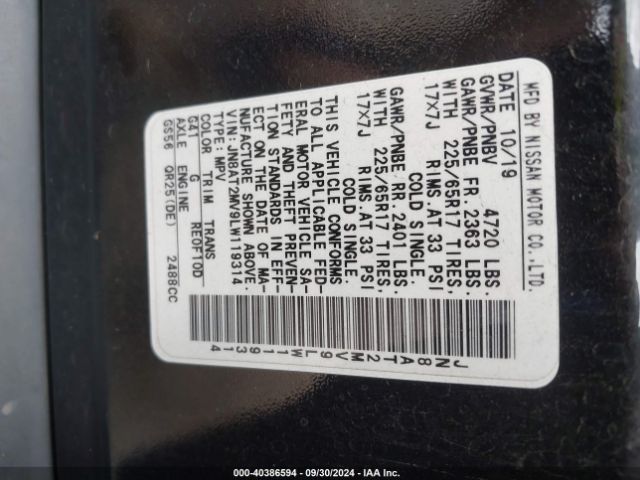 MFD BY NISSAN MOTOR CO.,LTD.
DATE 10/19
GVWR/PNBV 4720 LBS.
GAWR/PNBE FR. 2363 LBS.
WITH 225/65R17 TIRES,
17X7J RIMS. AT 33 PSI
COLD SINGLE.
GAWR/PNBE RR. 2401 LBS.
WITH 225/65R17 TIRES,
17X7J RIMS. AT 33 PSI
COLD SINGLE.
THIS VEHICLE CONFORMS
TO ALL APPLICABLE FED-
ERAL MOTOR VEHICLE SA-
FETY AND THEFT PREVEN-
TION STANDARDS IN EFF-
ECT ON THE DATE OF MA-
NUFACTURE SHOWN ABOVE.
VIN:JN8AT2MV9LW119314
TYPE: MPV
COLOR TRIM TRANS
G41 G RE0F10D
AXLE ENGINE
GS56 QR25(DE) 2488CC
JN8AT2MV9LW119314
© 40386594 - 09/30/2024 - IAA Inc.